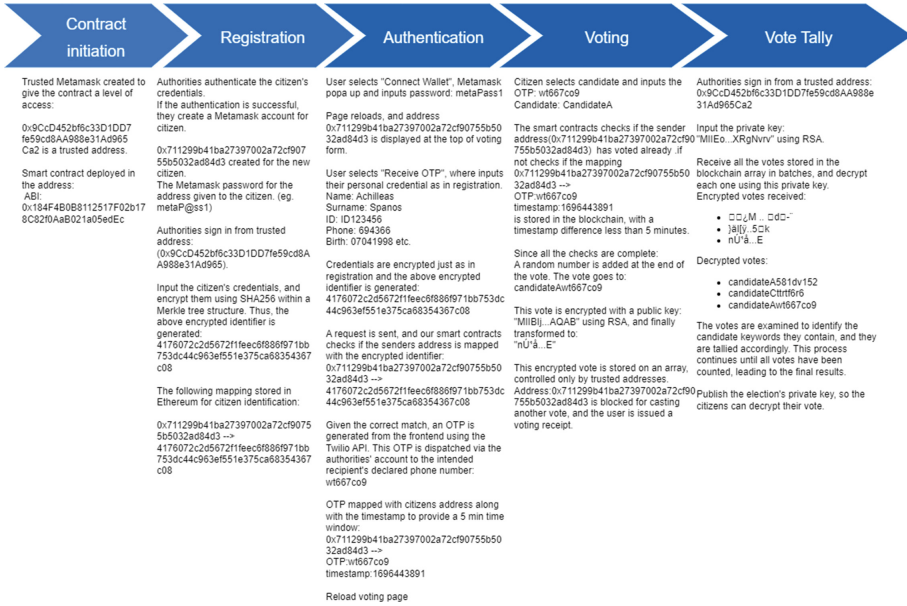 Contract
initiation
Registration
Authentication
Voting
Vote Tally
Trusted Metamask created to
give the contract a level of
access:
0x9CcD452bf6c33D1DD7
fe59cd8AA988e31Ad965
Ca2 is a trusted address.
Smart contract deployed in
the address:
ABI:
0x184F4B0B8112517F02b17
8C82f0AaB021a05edEc
Authorities authenticate the citizen's
credentials.
If the authentication is successful,
they create a Metamask account for
citizen.
0x711299b41ba27397002a72cf907
55b5032ad84d3 created for the new
citizen.
The Metamask password for the
address given to the citizen. (eg.
metaP@ss1)
Authorities sign in from trusted
address:
(0x9CcD452bf6c33D1DD7fe59cd8A
A988e31Ad965).
Input the citizen's credentials, and
encrypt them using SHA256 within a
Merkle tree structure. Thus, the
above encrypted identifier is
generated:
4176072c2d5672f1feec6f886f971bb
753dc44c963ef551e375ca68354367
c08
The following mapping stored in
Ethereum for citizen identification:
0x711299b41ba27397002a72cf9075
5b5032ad84d3 -->
4176072c2d5672f1feec6f886f971bb
753dc44c963ef551e375ca68354367
c08
User selects "Connect Wallet", Metamask
popa up and inputs password: metaPass1
Page reloads, and address
0x711299b41ba27397002a72cf90755b50
32ad84d3 is displayed at the top of voting
form.
User selects "Receive OTP", where inputs
their personal credential as in registration.
Name: Achilleas
Surname: Spanos
ID: ID123456
Phone: 694366
Birth: 07041998 etc.
Credentials are encrypted just as in
registration and the above encrypted
identifier is generated:
4176072c2d5672f1feec6f886f971bb753dc
44c963ef551e375ca68354367c08
A request is sent, and our smart contracts
checks if the senders address is mapped
with the encrypted identifier:
0x711299b41ba27397002a72cf90755b50
32ad84d3 -->
4176072c2d5672f1feec6f886f971bb753dc
44c963ef551e375ca68354367c08
Given the correct match, an OTP is
generated from the frontend using the
Twilio API. This OTP is dispatched via the
authorities' account to the intended
recipient's declared phone number:
wt667co9
OTP mapped with citizens address along
with the timestamp to provide a 5 min time
window:
0x711299b41ba27397002a72cf90755b50
32ad84d3 -->
OTP:wt667co9
timestamp:1696443891
Reload voting page
Citizen selects candidate and inputs the
OTP: wt667co9
Candidate: CandidateA
The smart contracts checks if the sender
address(0x711299b41ba27397002a72cf90
755b5032ad84d3) has voted already .if
not checks if the mapping
0x711299b41ba27397002a72cf90755b50
32ad84d3 -->
OTP:wt667co9
timestamp:1696443891
is stored in the blockchain, with a
timestamp difference less than 5 minutes.
Since all the checks are complete:
A random number is added at the end of
the vote. The vote goes to:
candidateAwt667co9
This vote is encrypted with a public key:
"MIIBIj...AQAB" using RSA, and finally
transformed to:
"nÙ'å...E"
This encrypted vote is stored on an array,
controlled only by trusted addresses.
Address:0x711299b41ba27397002a72cf90
755b5032ad84d3 is blocked for casting
another vote, and the user is issued a
voting receipt.
Authorities sign in from a trusted address:
0x9CcD452bf6c33D1DD7fe59cd8AA988e
31Ad965Ca2
Input the private key:
"MIIEo...XRgNvrv" using RSA.
Receive all the votes stored in the
blockchain array in batches, and decrypt
each one using this private key.
Encrypted votes received:
• □□¿M .. □d□-¨
• )äl[ÿ..5□k
• nÙ'å...E
Decrypted votes:
• candidateA581dv152
• candidateCttrtf6r6
• candidateAwt667co9
The votes are examined to identify the
candidate keywords they contain, and they
are tallied accordingly. This process
continues until all votes have been
counted, leading to the final results.
Publish the election's private key, so the
citizens can decrypt their vote.